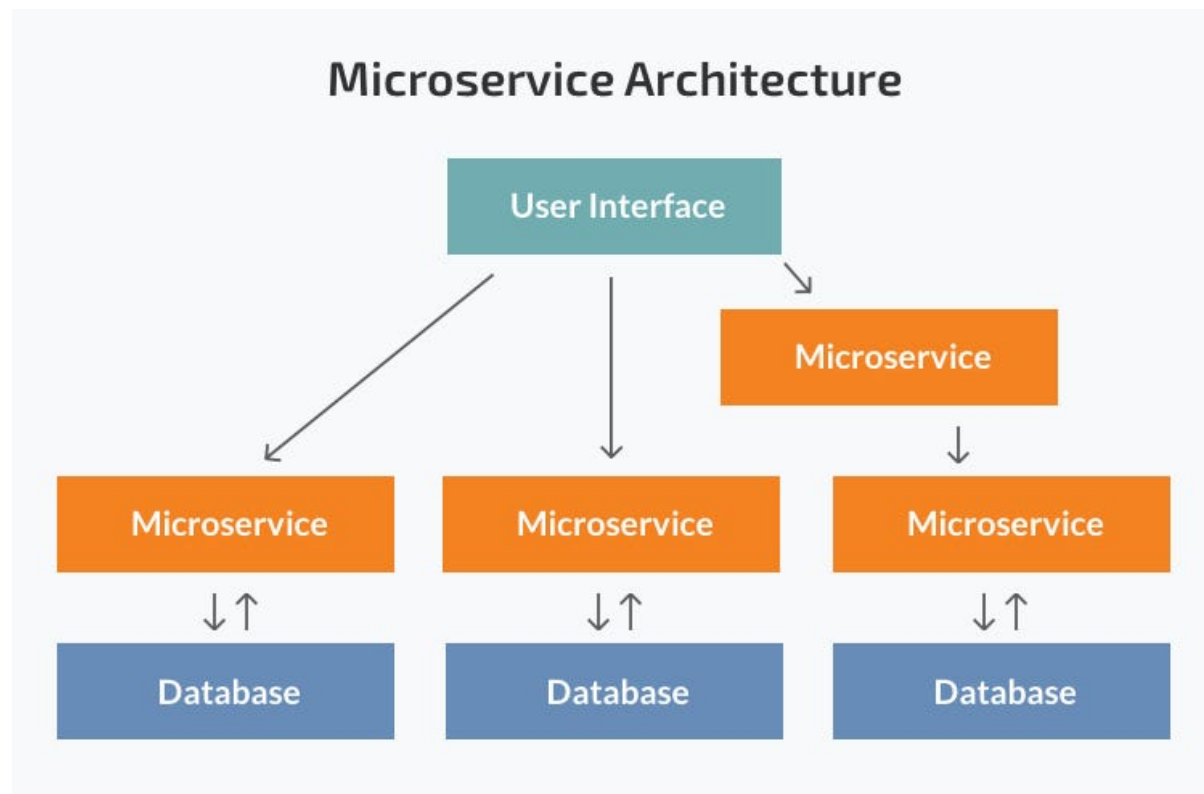 Microservice Architecture
User Interface
Microservice
Microservice
Microservice
Microservice
Database
Database
Database